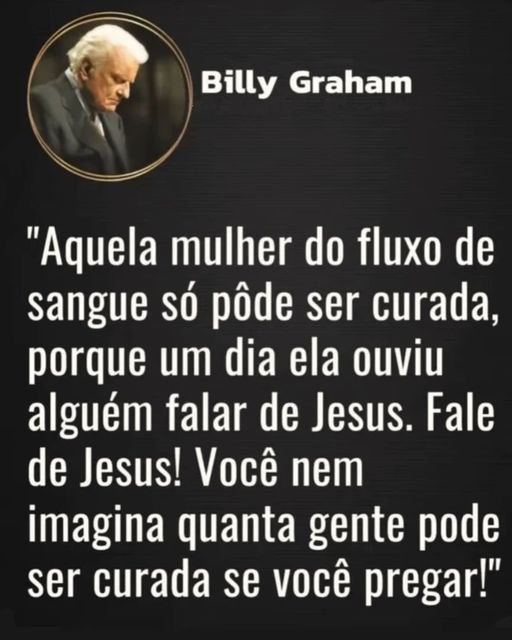 Billy Graham
"Aquela mulher do fluxo de
sangue só pôde ser curada,
porque um dia ela ouviu
alguém falar de Jesus. Fale
de Jesus! Você nem
imagina quanta gente pode
ser curada se você pregar!"